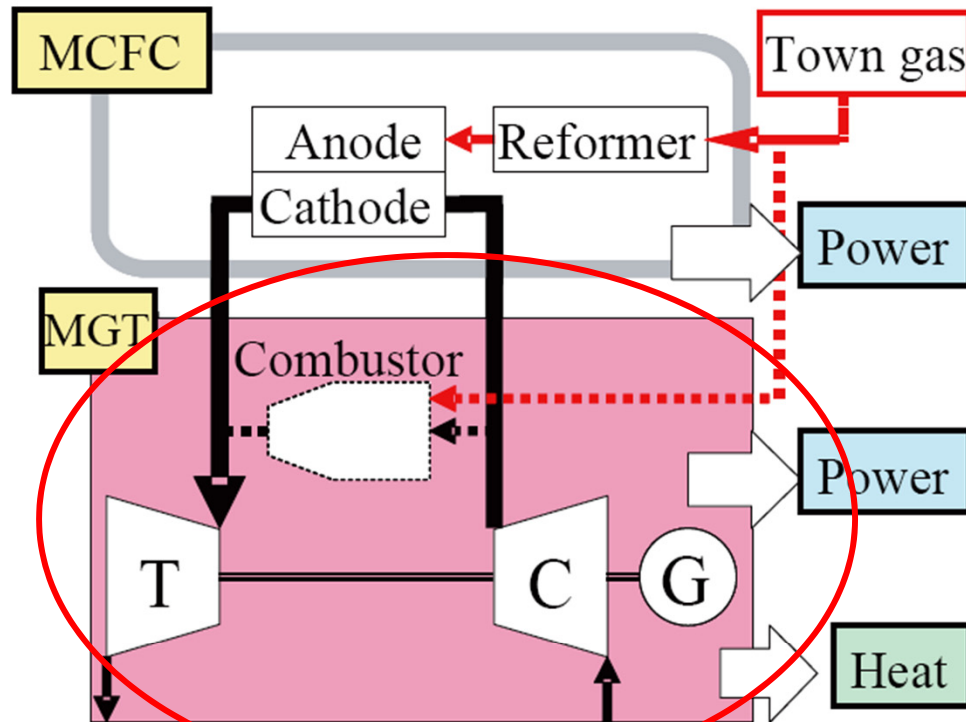 MCFC
Town gas
Anode
Reformer
Cathode
Power
MGT
Combustor
Power
T
C
G
Heat